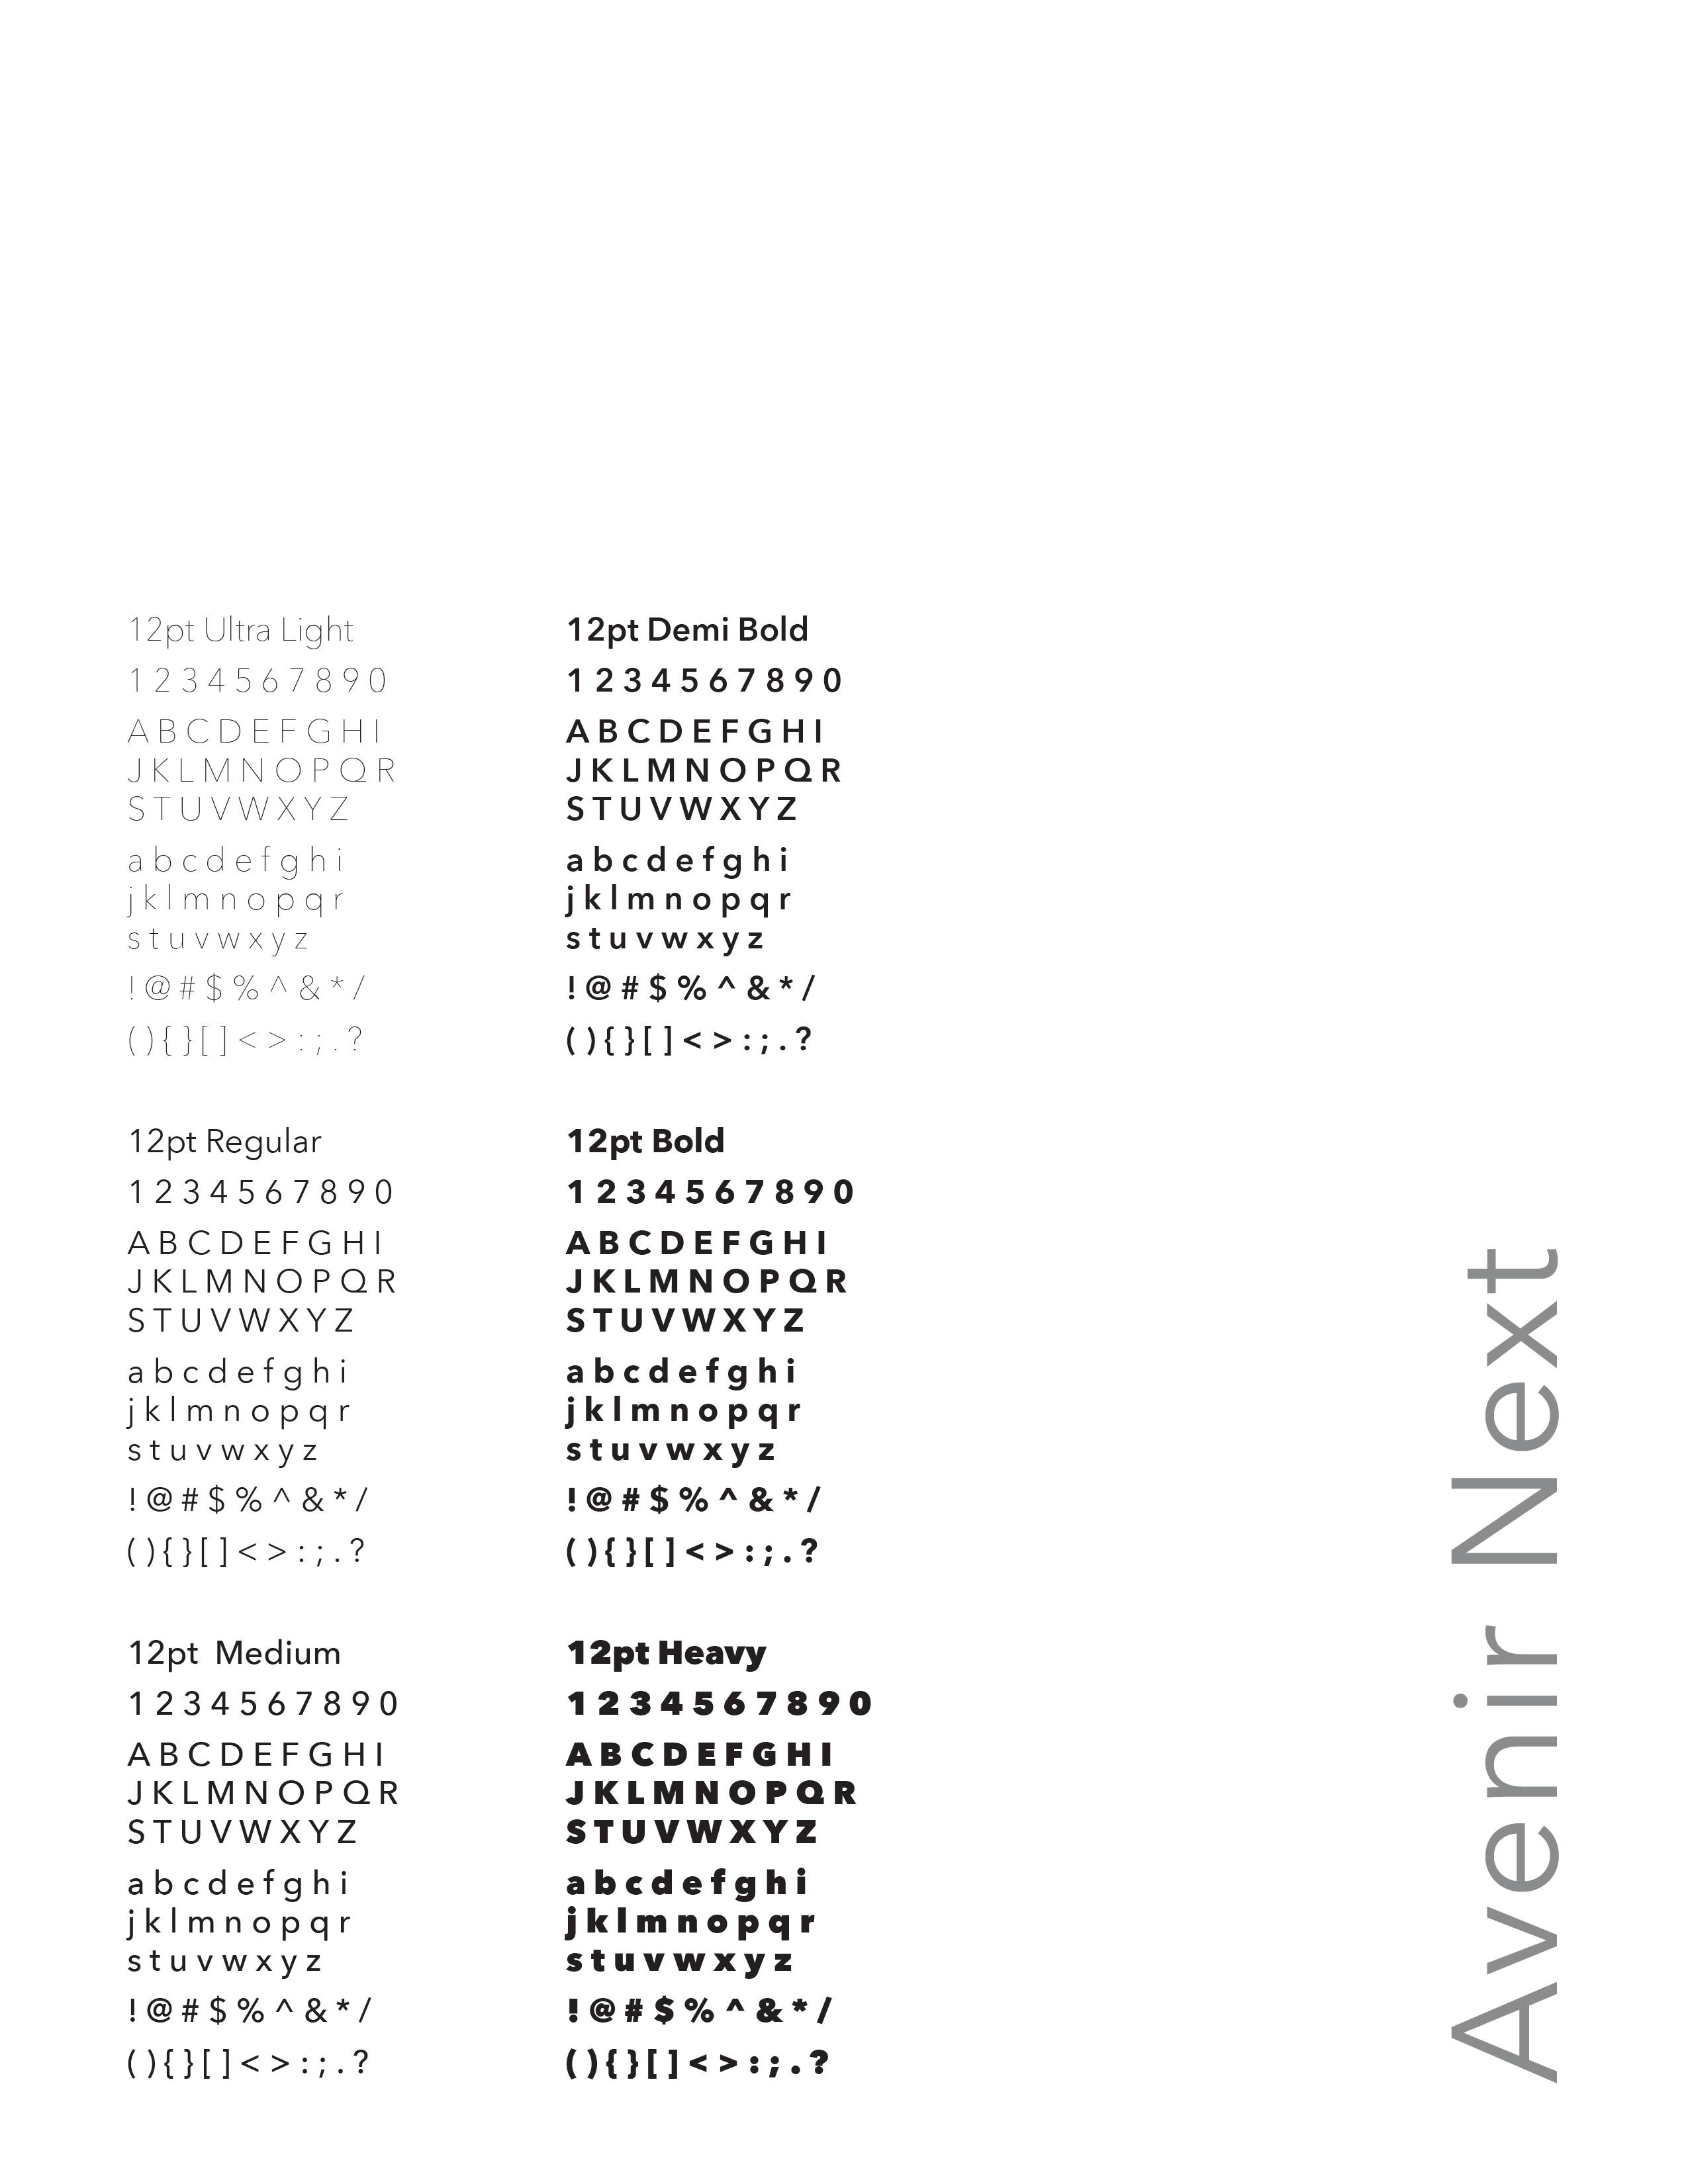 12pt Ultra Light
1 2 3 4 5 6 7 8 9 0
A B C D E F G H I
J K L M N O P Q R
S T U V W X Y Z
a b c d e f g h i
j k l m n o p q r
s t u v w x y z
! @ # $ % ^ & * /
( ) { } [ ] < > : ; . ?
12pt Regular
1 2 3 4 5 6 7 8 9 0
A B C D E F G H I
J K L M N O P Q R
S T U V W X Y Z
a b c d e f g h i
j k l m n o p q r
s t u v w x y z
! @ # $ % ^ & * /
( ) { } [ ] < > : ; . ?
12pt  Medium
1 2 3 4 5 6 7 8 9 0
A B C D E F G H I
J K L M N O P Q R
S T U V W X Y Z
a b c d e f g h i
j k l m n o p q r
s t u v w x y z
! @ # $ % ^ & * /
( ) { } [ ] < > : ; . ?
12pt Demi Bold
1 2 3 4 5 6 7 8 9 0
A B C D E F G H I
J K L M N O P Q R
S T U V W X Y Z
a b c d e f g h i
j k l m n o p q r
s t u v w x y z
! @ # $ % ^ & * /
( ) { } [ ] < > : ; . ?
12pt Bold
1 2 3 4 5 6 7 8 9 0
A B C D E F G H I
J K L M N O P Q R
S T U V W X Y Z
a b c d e f g h i
j k l m n o p q r
s t u v w x y z
! @ # $ % ^ & * /
( ) { } [ ] < > : ; . ?
12pt Heavy
1 2 3 4 5 6 7 8 9 0
A B C D E F G H I
J K L M N O P Q R
S T U V W X Y Z
a b c d e f g h i
j k l m n o p q r
s t u v w x y z
! @ # $ % ^ & * /
( ) { } [ ] < > : ; . ?
Avenir Next